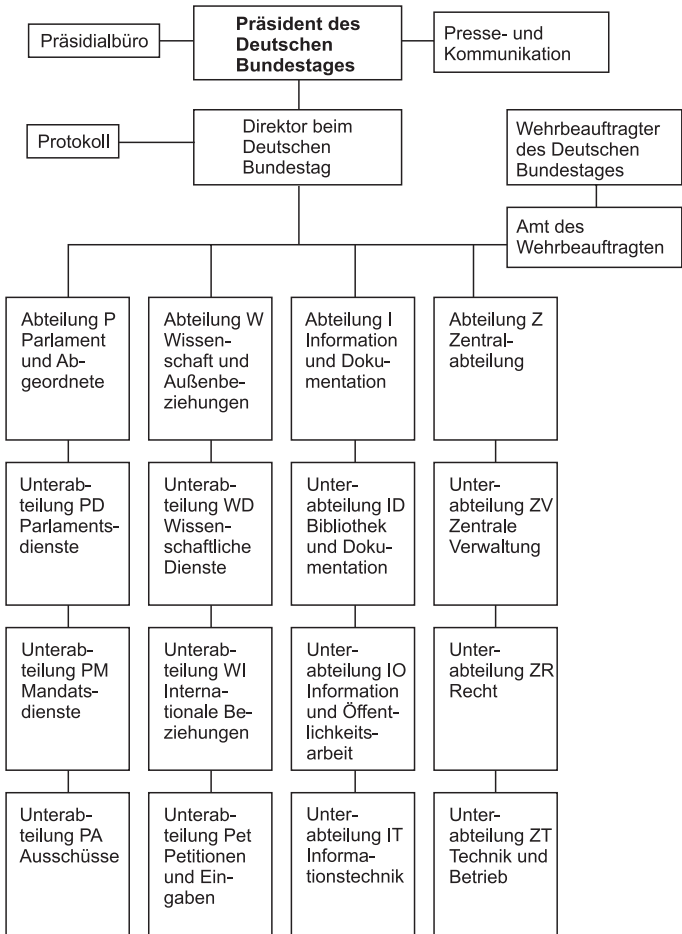 Präsidialbüro
Präsident des
Deutschen
Bundestages
Presse- und
Kommunikation
Protokoll
Direktor beim
Deutschen
Bundestag
Wehrbeauftragter
des Deutschen
Bundestages
Amt des
Wehrbeauftragten
Abteilung P
Parlament
und Ab-
geordnete
Abteilung W
Wissen-
schaft und
Außenbe-
ziehungen
Abteilung I
Information
und Doku-
mentation
Abteilung Z
Zentral-
abteilung
Unterab-
teilung PD
Parlaments-
dienste
Unterab-
teilung WD
Wissen-
schaftliche
Dienste
Unter-
abteilung ID
Bibliothek
und Doku-
mentation
Unter-
abteilung ZV
Zentrale
Verwaltung
Unterab-
teilung PM
Mandats-
dienste
Unterab-
teilung WI
Interna-
tionale Be-
ziehungen
Unter-
abteilung IO
Information
und Öffent-
lichkeits-
arbeit
Unter-
abteilung ZR
Recht
Unterab-
teilung PA
Ausschüsse
Unterab-
teilung Pet
Petitionen
und Ein-
gaben
Unter-
abteilung IT
Informa-
tionstechnik
Unter-
abteilung ZT
Technik und
Betrieb